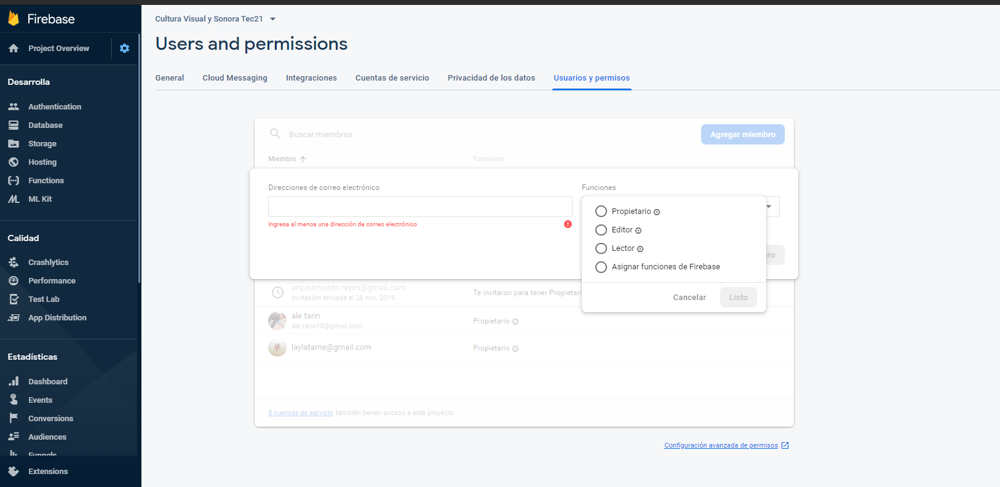 Firebase
Project Overview
Desarrolla
Authentication
Database
Storage
Hosting
Functions
ML Kit
Calidad
Crashlytics
Performance
Test Lab
App Distribution
Estadísticas
Dashboard
Events
Conversions
Audiences
Funnels
Extensions
Cultura Visual y Sonora Tec21
Users and permissions
General Cloud Messaging Integraciones Cuentas de servicio Privacidad de los datos Usuarios y permisos
Buscar miembros Agregar miembro
Miembro Funciones
Direcciones de correo electrónico Funciones
Ingresa al menos una dirección de correo electrónico
Propietario
Editor
Lector
Asignar funciones de Firebase
Cancelar Listo
arq.edmundo.reyes@gmail.com
Invitación enviada el 26 nov. 2019
Te invitaron para tener Propietari
ale tarin
ale.tarin10@gmail.com
Propietario
laylatame@gmail.com Propietario
8 cuentas de servicio también tienen acceso a este proyecto
Configuración avanzada de permisos